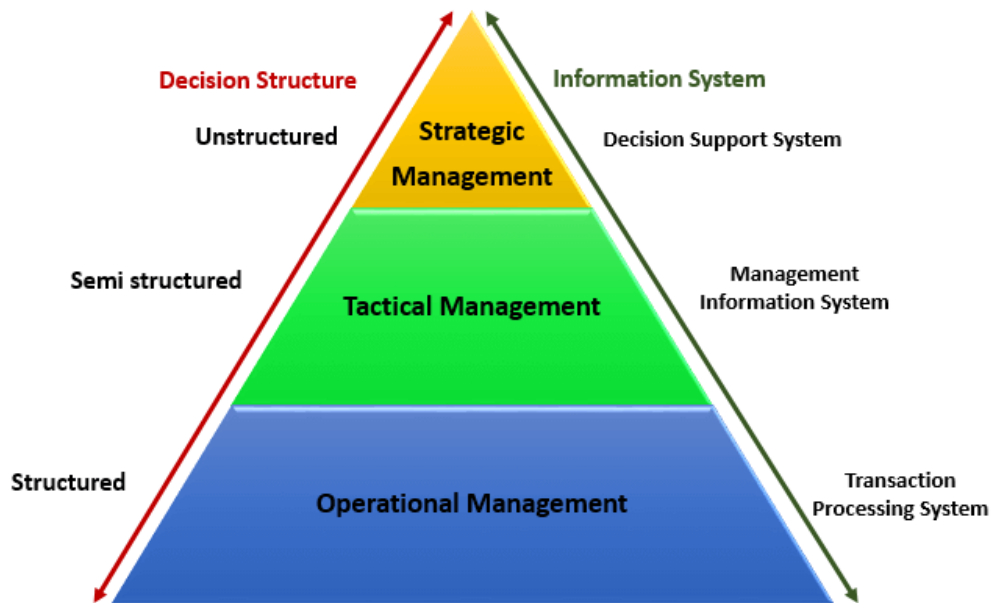 Decision Structure
Information System
Unstructured
Strategic
Management
Decision Support System
Semi structured
Tactical Management
Management
Information System
Structured
Operational Management
Transaction
Processing System